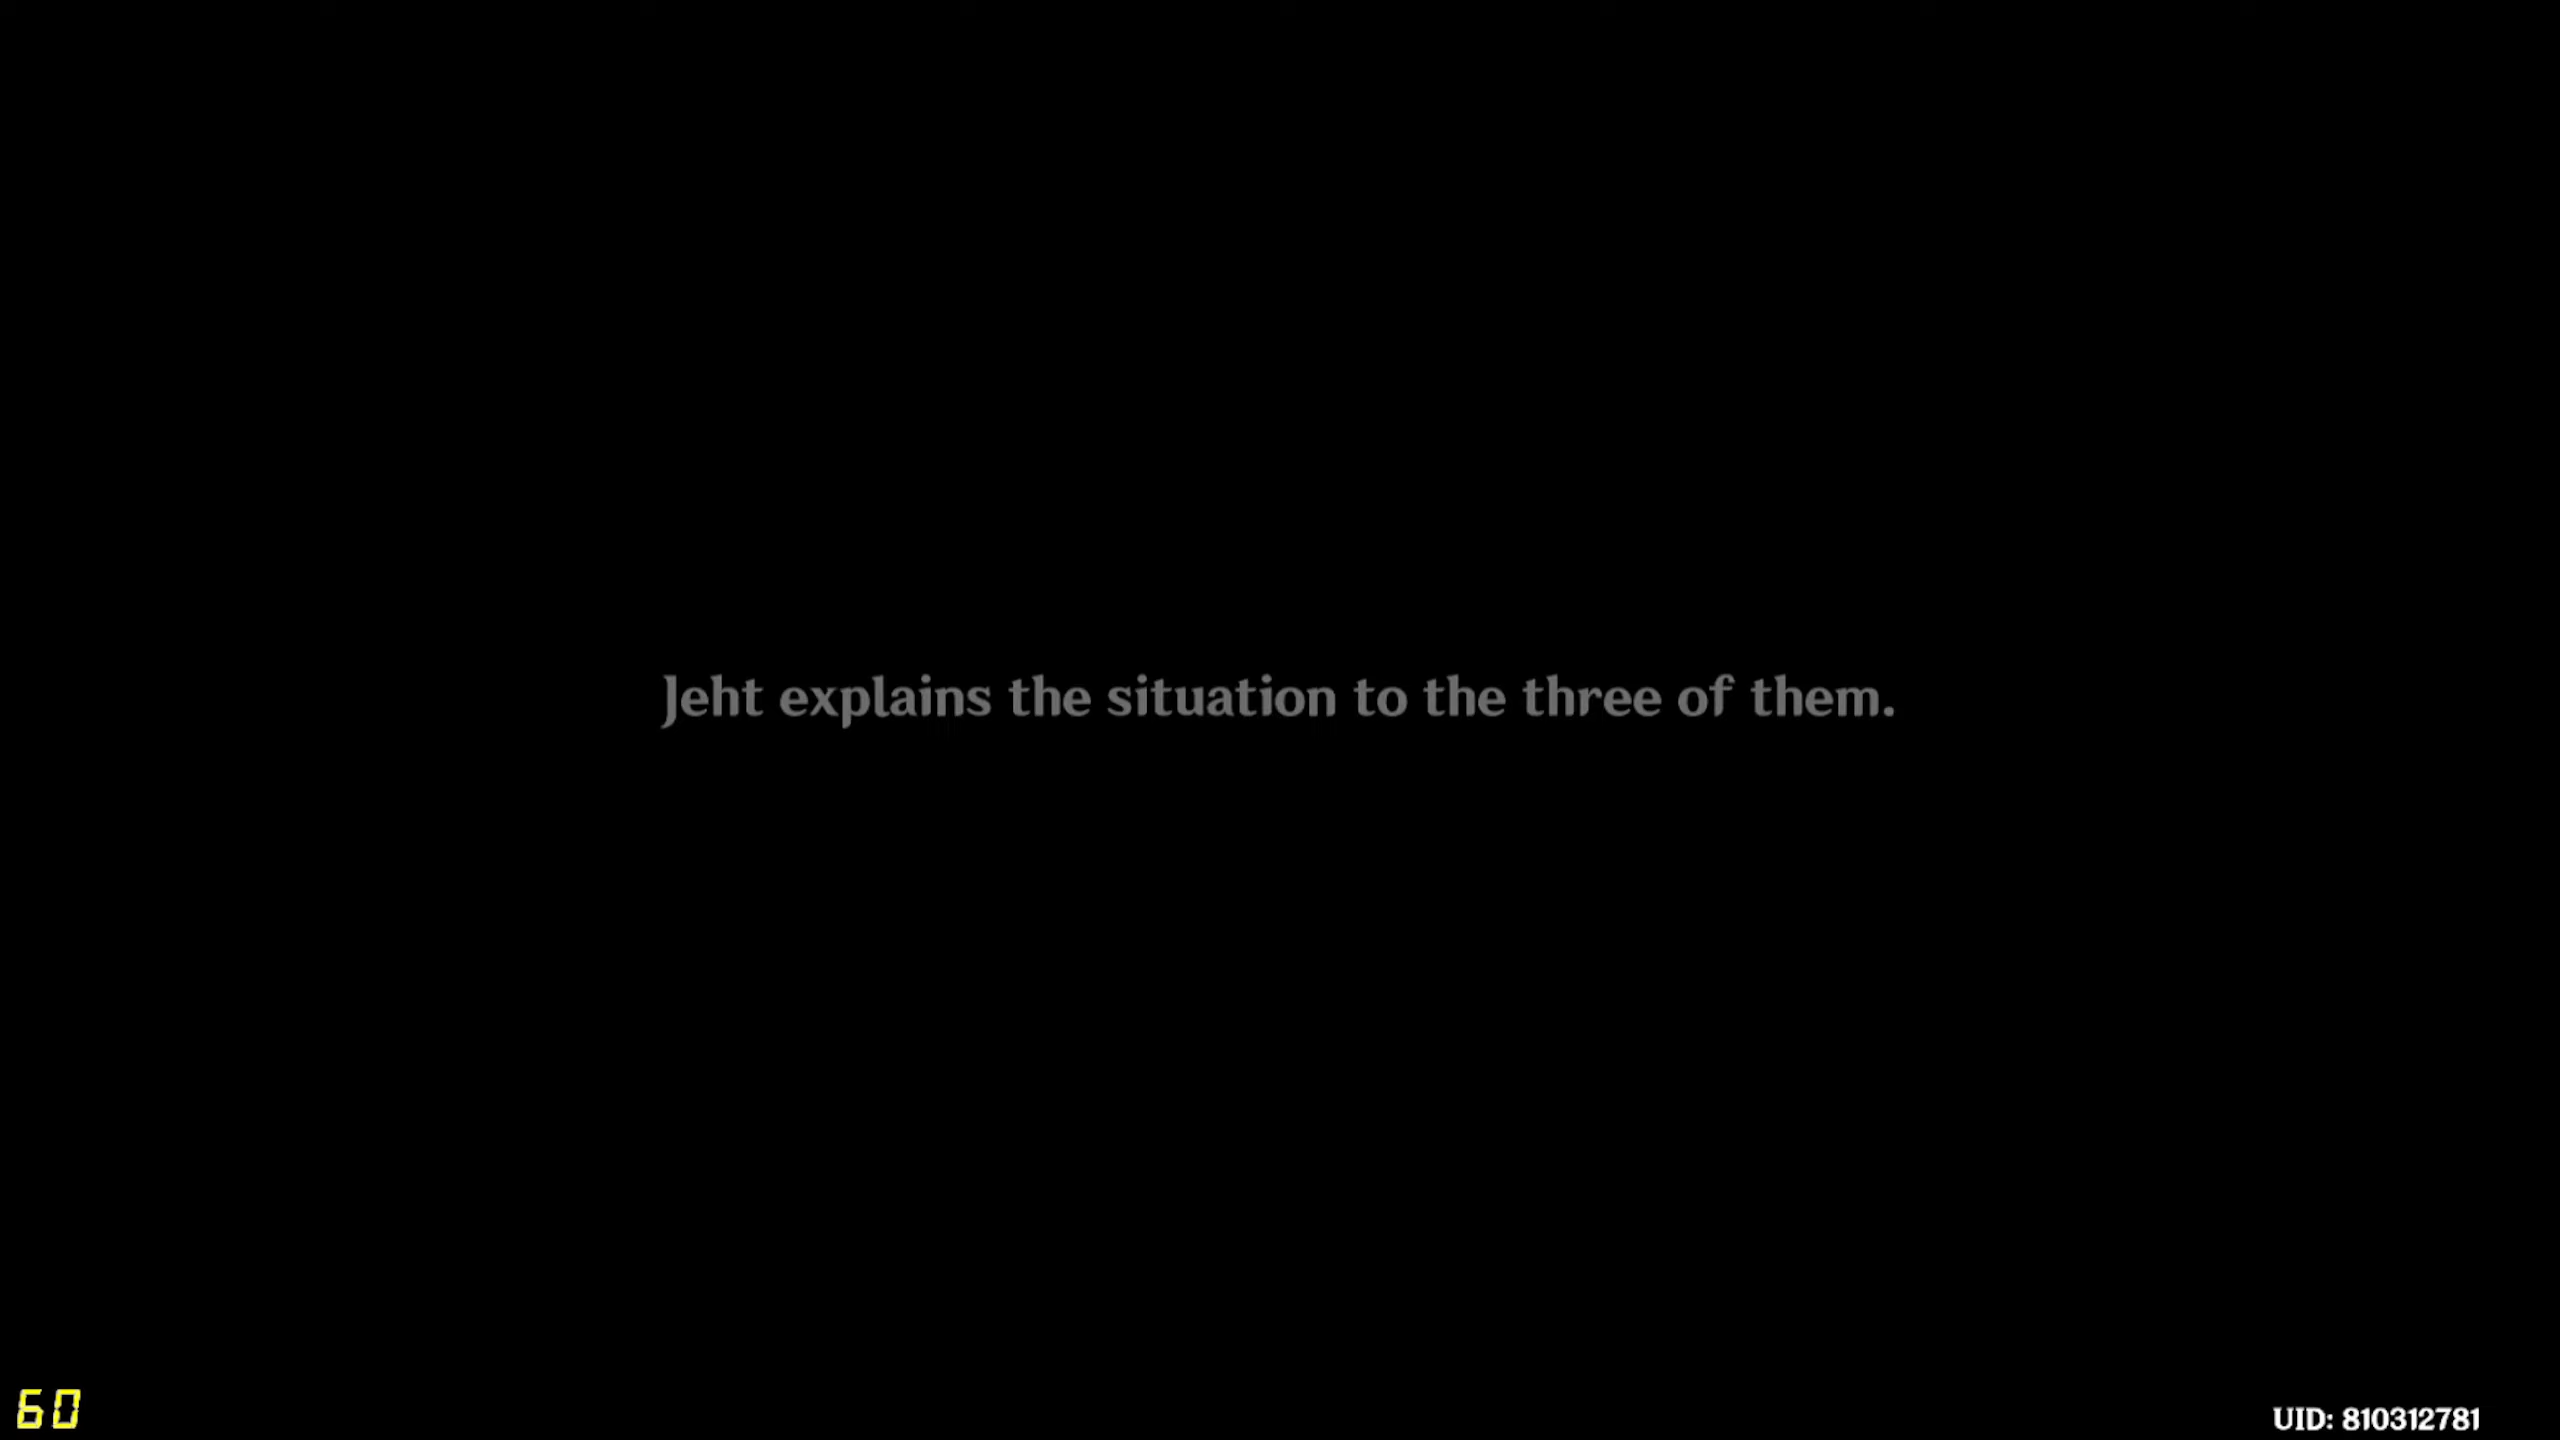 Jeht explains the situation to the three of them.
60
UID: 810312781